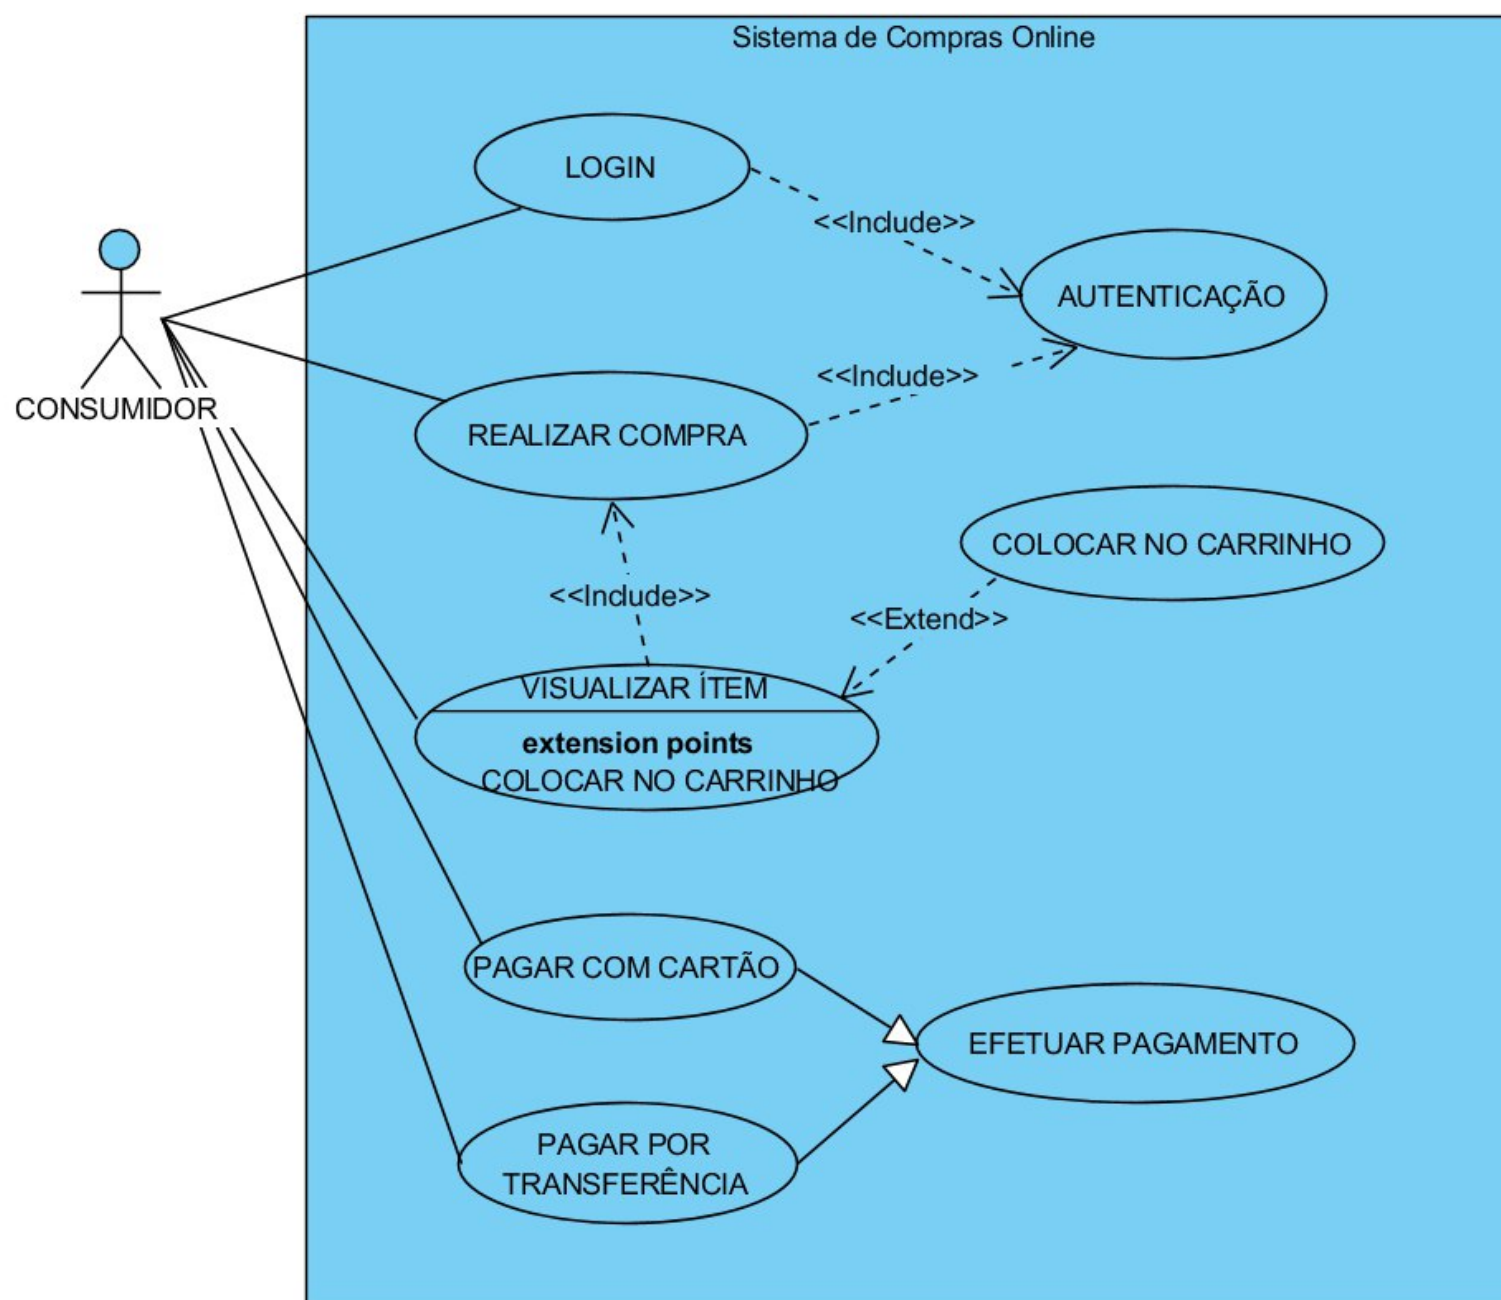 Sistema de Compras Online
LOGIN
<<Include>>
AUTENTICAÇÃO
CONSUMIDOR
<<Include>>
REALIZAR COMPRA
COLOCAR NO CARRINHO
<<Include>>
<<Extend>>
VISUALIZAR ÍTEM
extension points
COLOCAR NO CARRINHO
PAGAR COM CARTÃO
EFETUAR PAGAMENTO
PAGAR POR
TRANSFERÊNCIA